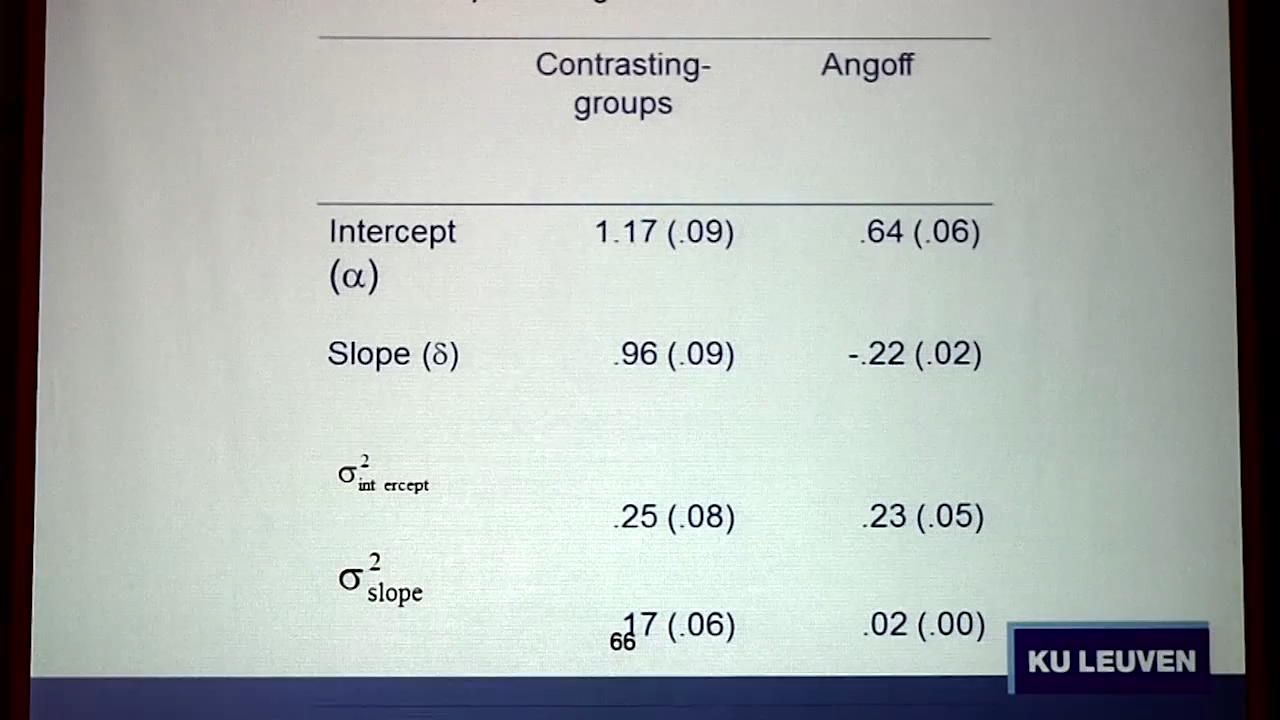 Contrasting- Angoff
groups
Intercept 1.17 (.09) .64 (.06)
(α)
Slope (δ) .96 (.09) -.22 (.02)
σ²int ercept
.25 (.08) .23 (.05)
σ²slope
17 (.06) .02 (.00)
66
KU LEUVEN